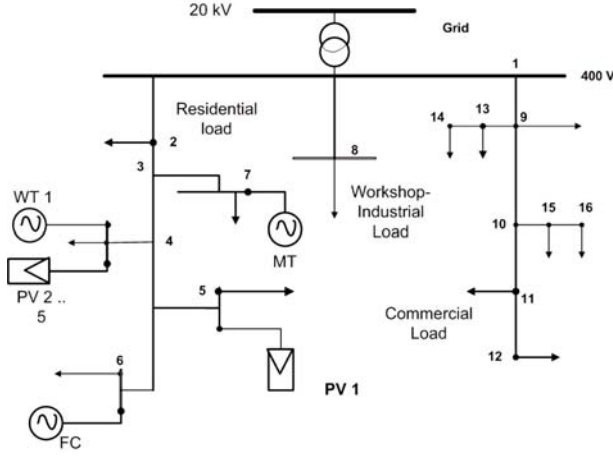 20 kV
Grid
1
400 V
Residential
load
2
3
7
8
14
13
9
WT 1
4
MT
Workshop-
Industrial
Load
10
15
16
PV 2 ..
5
5
11
Commercial
Load
6
PV 1
12
FC